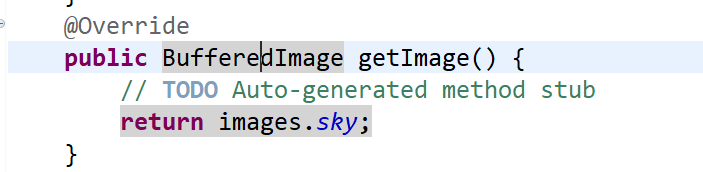 @Override
public BufferedImage getImage() {
// TODO Auto-generated method stub
return images.sky;
}